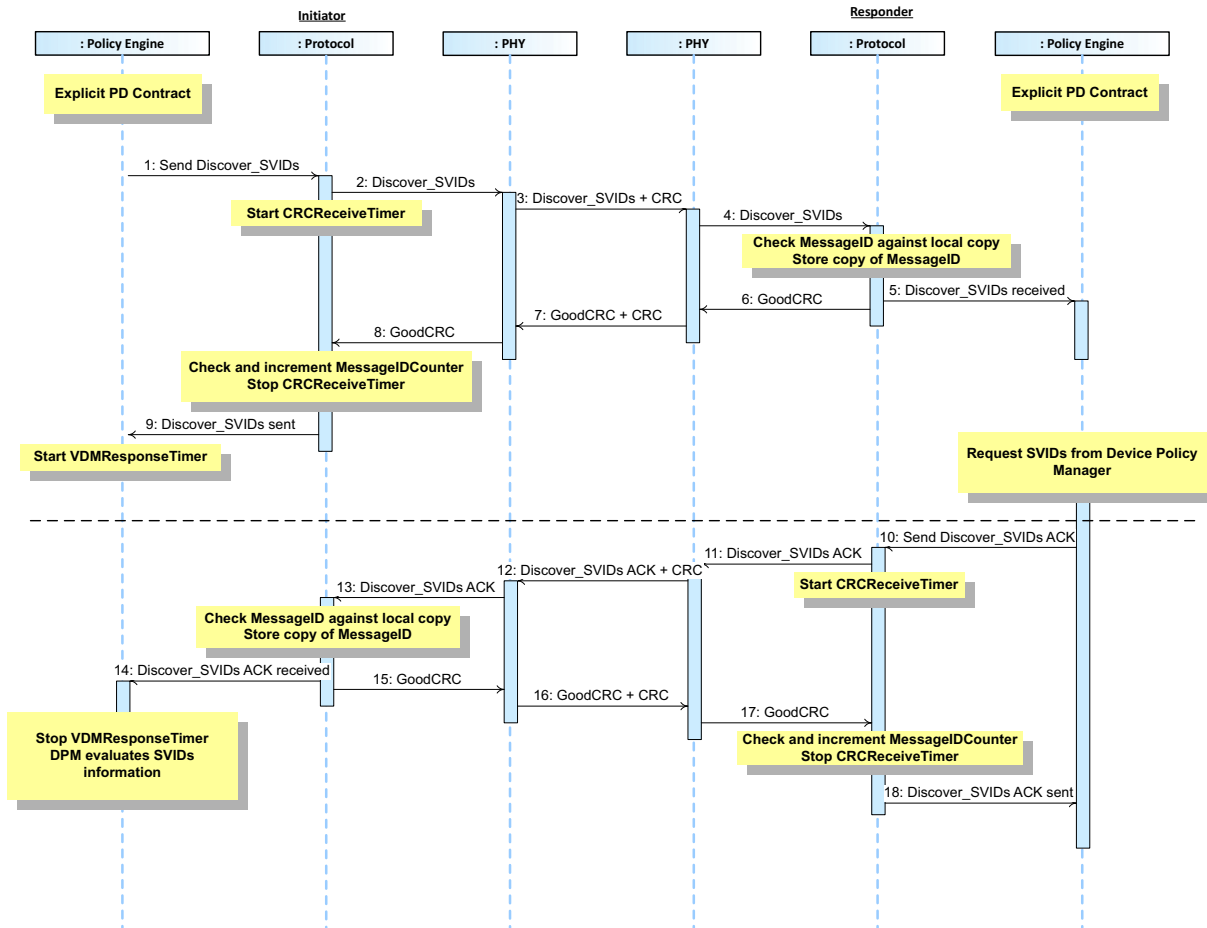 Initiator
Responder
: Policy Engine
: Protocol
: PHY
: PHY
: Protocol
: Policy Engine
Explicit PD Contract
Explicit PD Contract
1: Send Discover_SVIDs
2: Discover_SVIDs
3: Discover_SVIDs + CRC
Start CRCReceiveTimer
4: Discover_SVIDs
Check MessageID against local copy
Store copy of MessageID
5: Discover_SVIDs received
6: GoodCRC
7: GoodCRC + CRC
8: GoodCRC
Check and increment MessageIDCounter
Stop CRCReceiveTimer
9: Discover_SVIDs sent
Start VDMResponseTimer
Request SVIDs from Device Policy
Manager
10: Send Discover_SVIDs ACK
11: Discover_SVIDs ACK
12: Discover_SVIDs ACK + CRC
Start CRCReceiveTimer
13: Discover_SVIDs ACK
Check MessageID against local copy
Store copy of MessageID
14: Discover_SVIDs ACK received
15: GoodCRC
16: GoodCRC + CRC
17: GoodCRC
Stop VDMResponseTimer
DPM evaluates SVIDs
information
Check and increment MessageIDCounter
Stop CRCReceiveTimer
18: Discover_SVIDs ACK sent